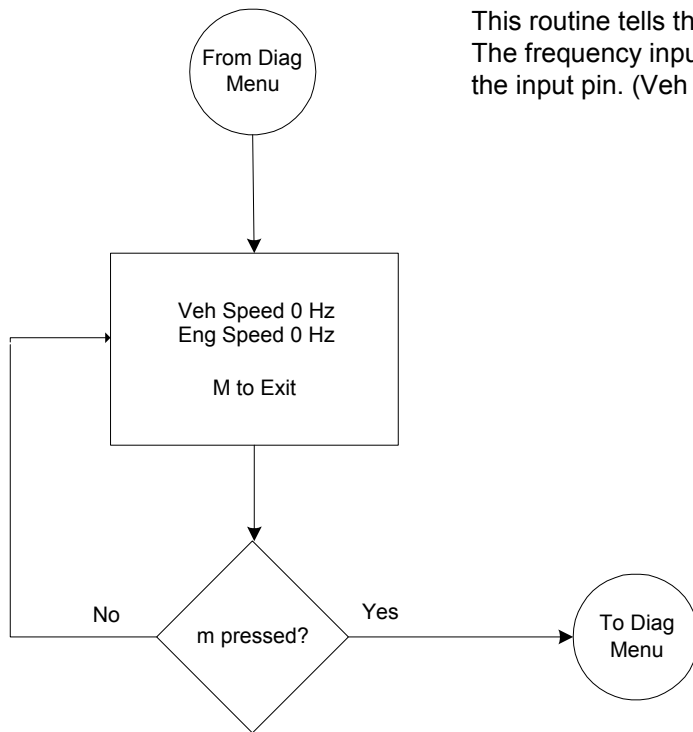 This routine tells th
The frequency inpu
the input pin. (Veh
From Diag
Menu
Veh Speed 0 Hz
Eng Speed 0 Hz
M to Exit
No
m pressed?
Yes
To Diag
Menu